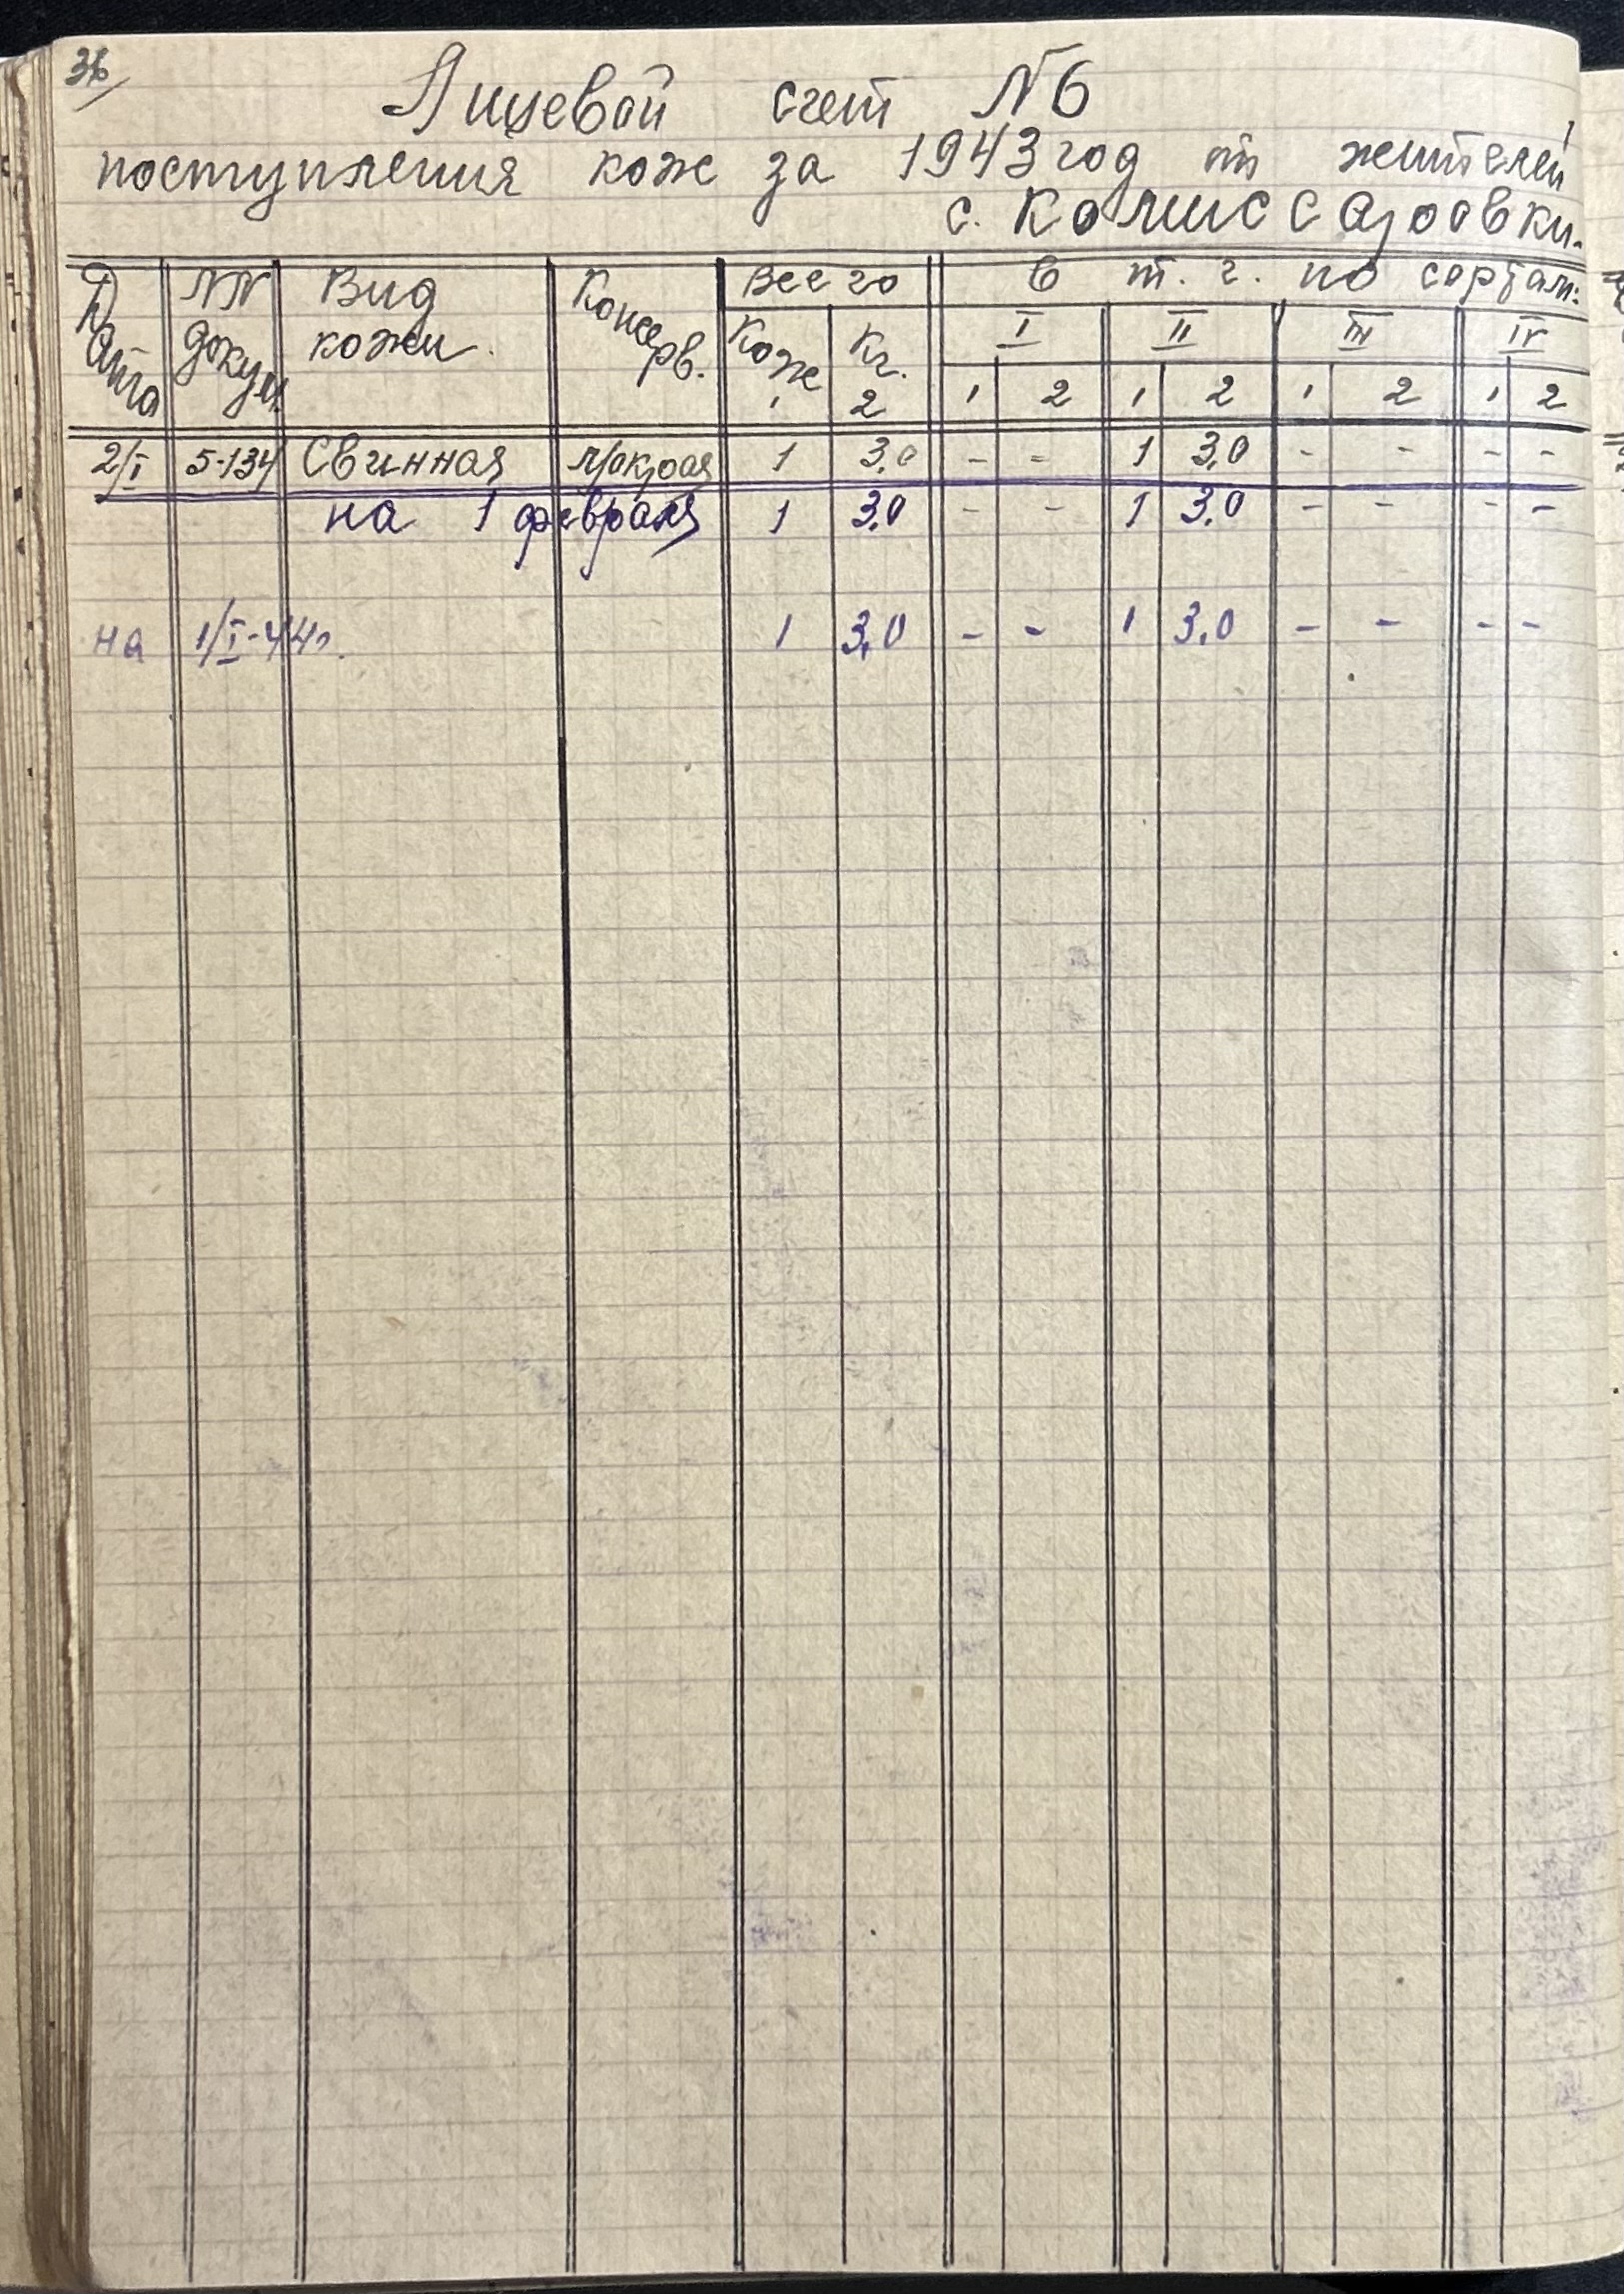 36
Лицевой счет №6
поступления кож за 1943 год от жителей
с. Комиссаровки.
Дата №№ докум. Вид кожи. Консерв. Всего в т. ч. по сортам:
Кож Кг. I II III IV
1 2 1 2 1 2 1 2 1 2
2/I 5-134 Свинная м/окрая 1 3,0 - - 1 3,0 - - - -
на 1 февраля 1 3,0 - - 1 3,0 - - - -
на 1/I-44г. 1 3,0 - - 1 3,0 - - - -